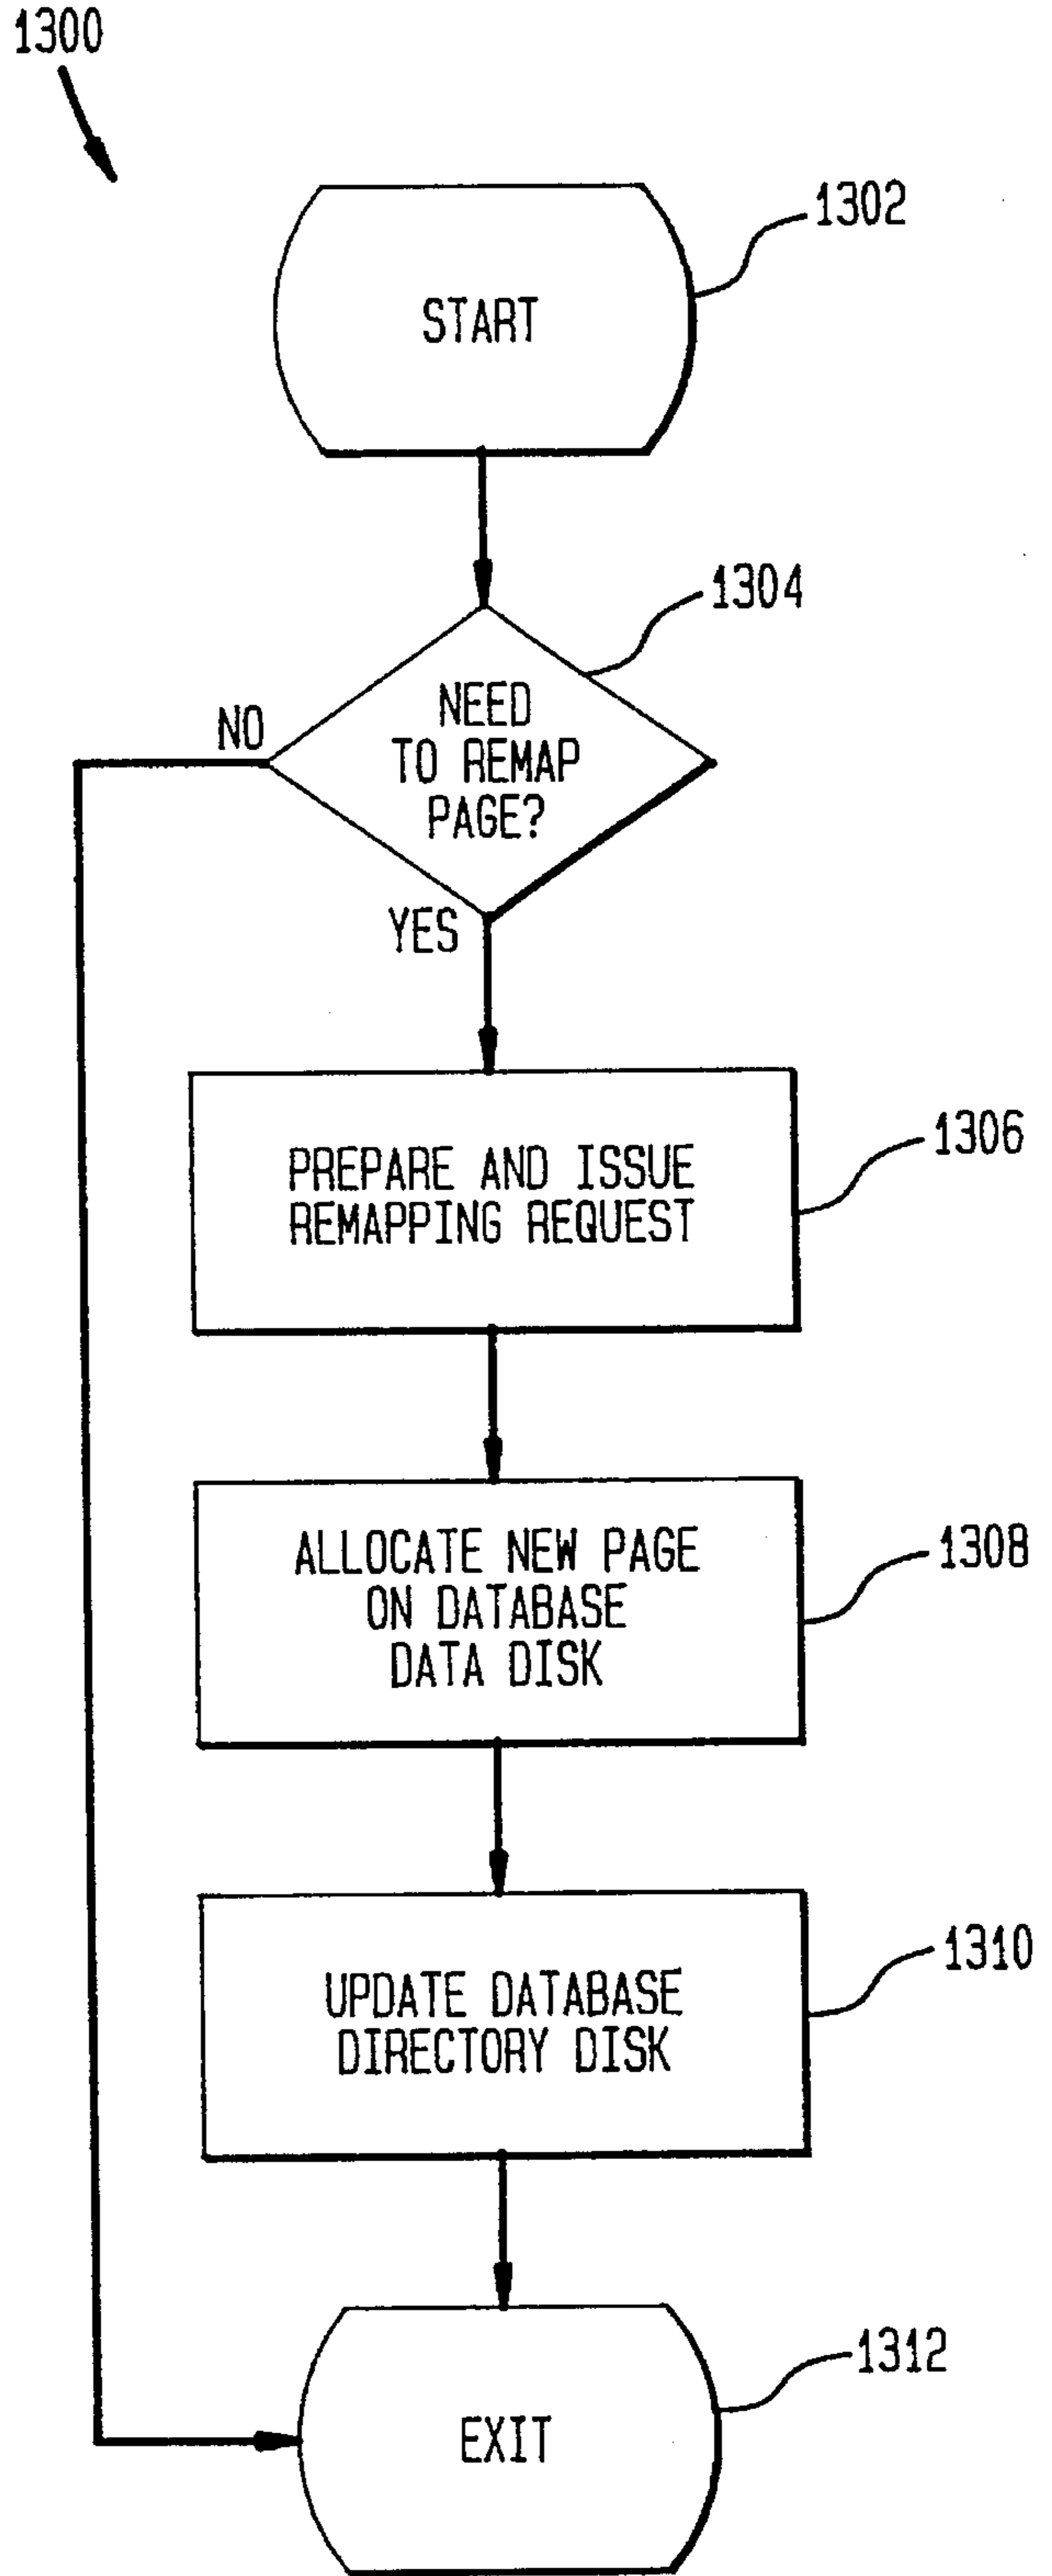 1300
1302
START
1304
NEED
TO REMAP
PAGE?
NO
YES
1306
PREPARE AND ISSUE
REMAPPING REQUEST
1308
ALLOCATE NEW PAGE
ON DATABASE
DATA DISK
1310
UPDATE DATABASE
DIRECTORY DISK
1312
EXIT